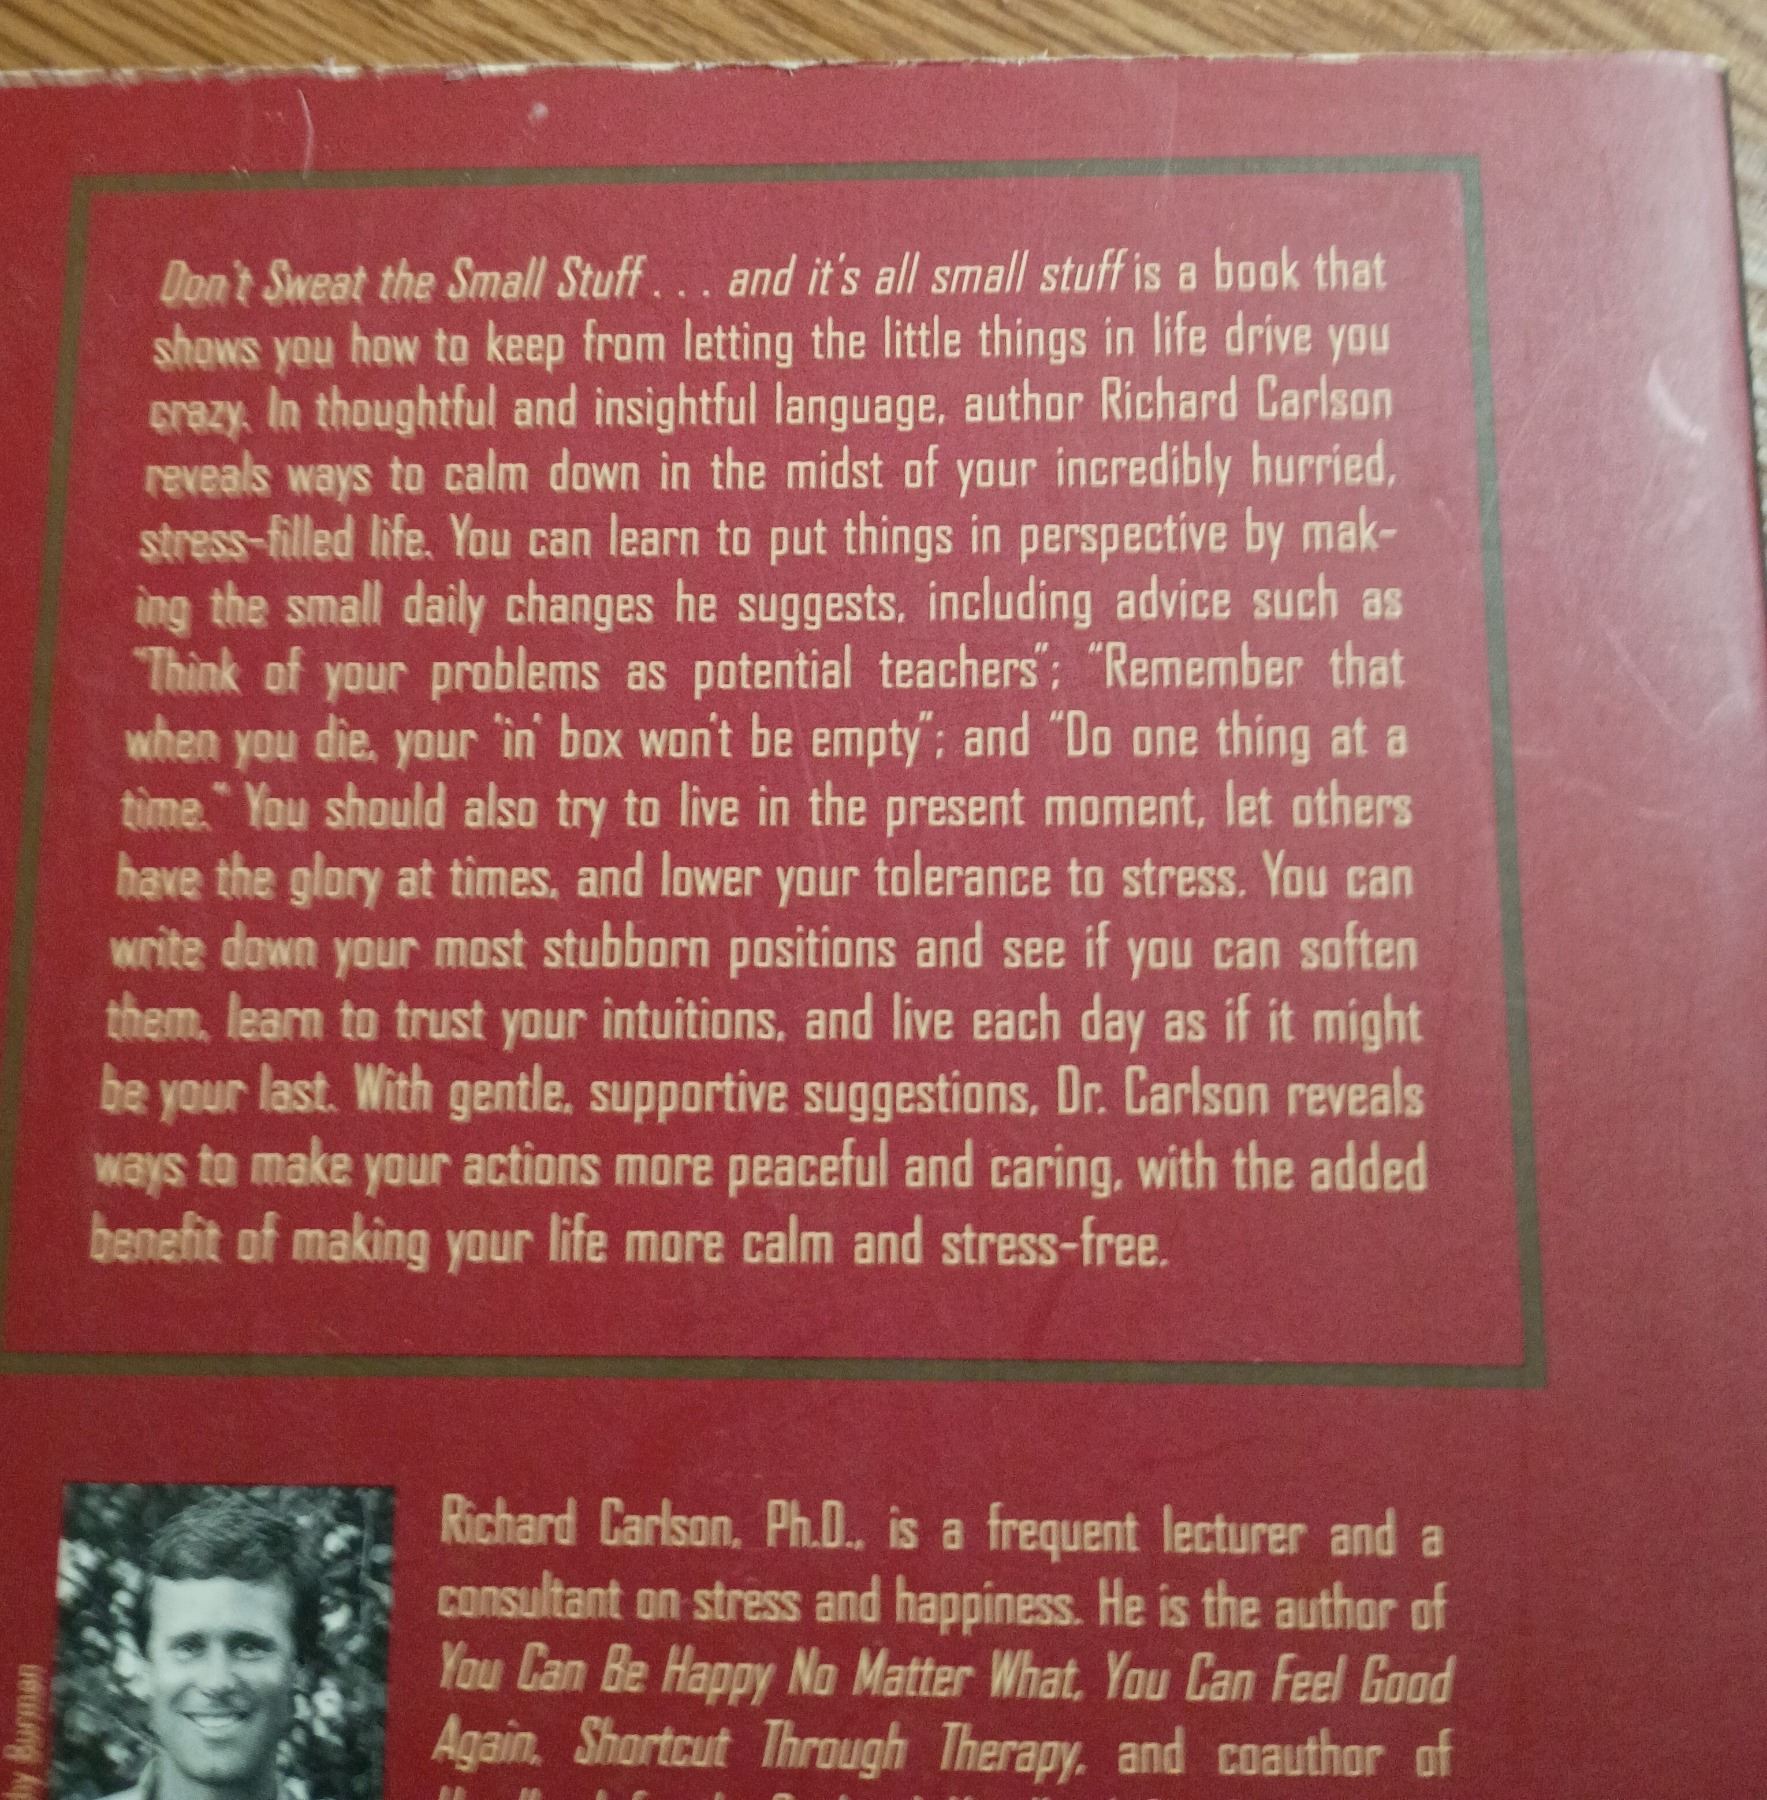 Don't Sweat the Small Stuff . . . and it's all small stuff is a book that
shows you how to keep from letting the little things in life drive you
crazy. In thoughtful and insightful language, author Richard Carlson
reveals ways to calm down in the midst of your incredibly hurried,
stress-filled life. You can learn to put things in perspective by mak-
ing the small daily changes he suggests, including advice such as
“Think of your problems as potential teachers”; “Remember that
when you die, your ‘in’ box won't be empty”; and “Do one thing at a
time.” You should also try to live in the present moment, let others
have the glory at times, and lower your tolerance to stress. You can
write down your most stubborn positions and see if you can soften
them, learn to trust your intuitions, and live each day as if it might
be your last. With gentle, supportive suggestions, Dr. Carlson reveals
ways to make your actions more peaceful and caring, with the added
benefit of making your life more calm and stress-free.
Richard Carlson, Ph.D., is a frequent lecturer and a
consultant on stress and happiness. He is the author of
You Can Be Happy No Matter What, You Can Feel Good
Again, Shortcut Through Therapy, and coauthor of
by Burman